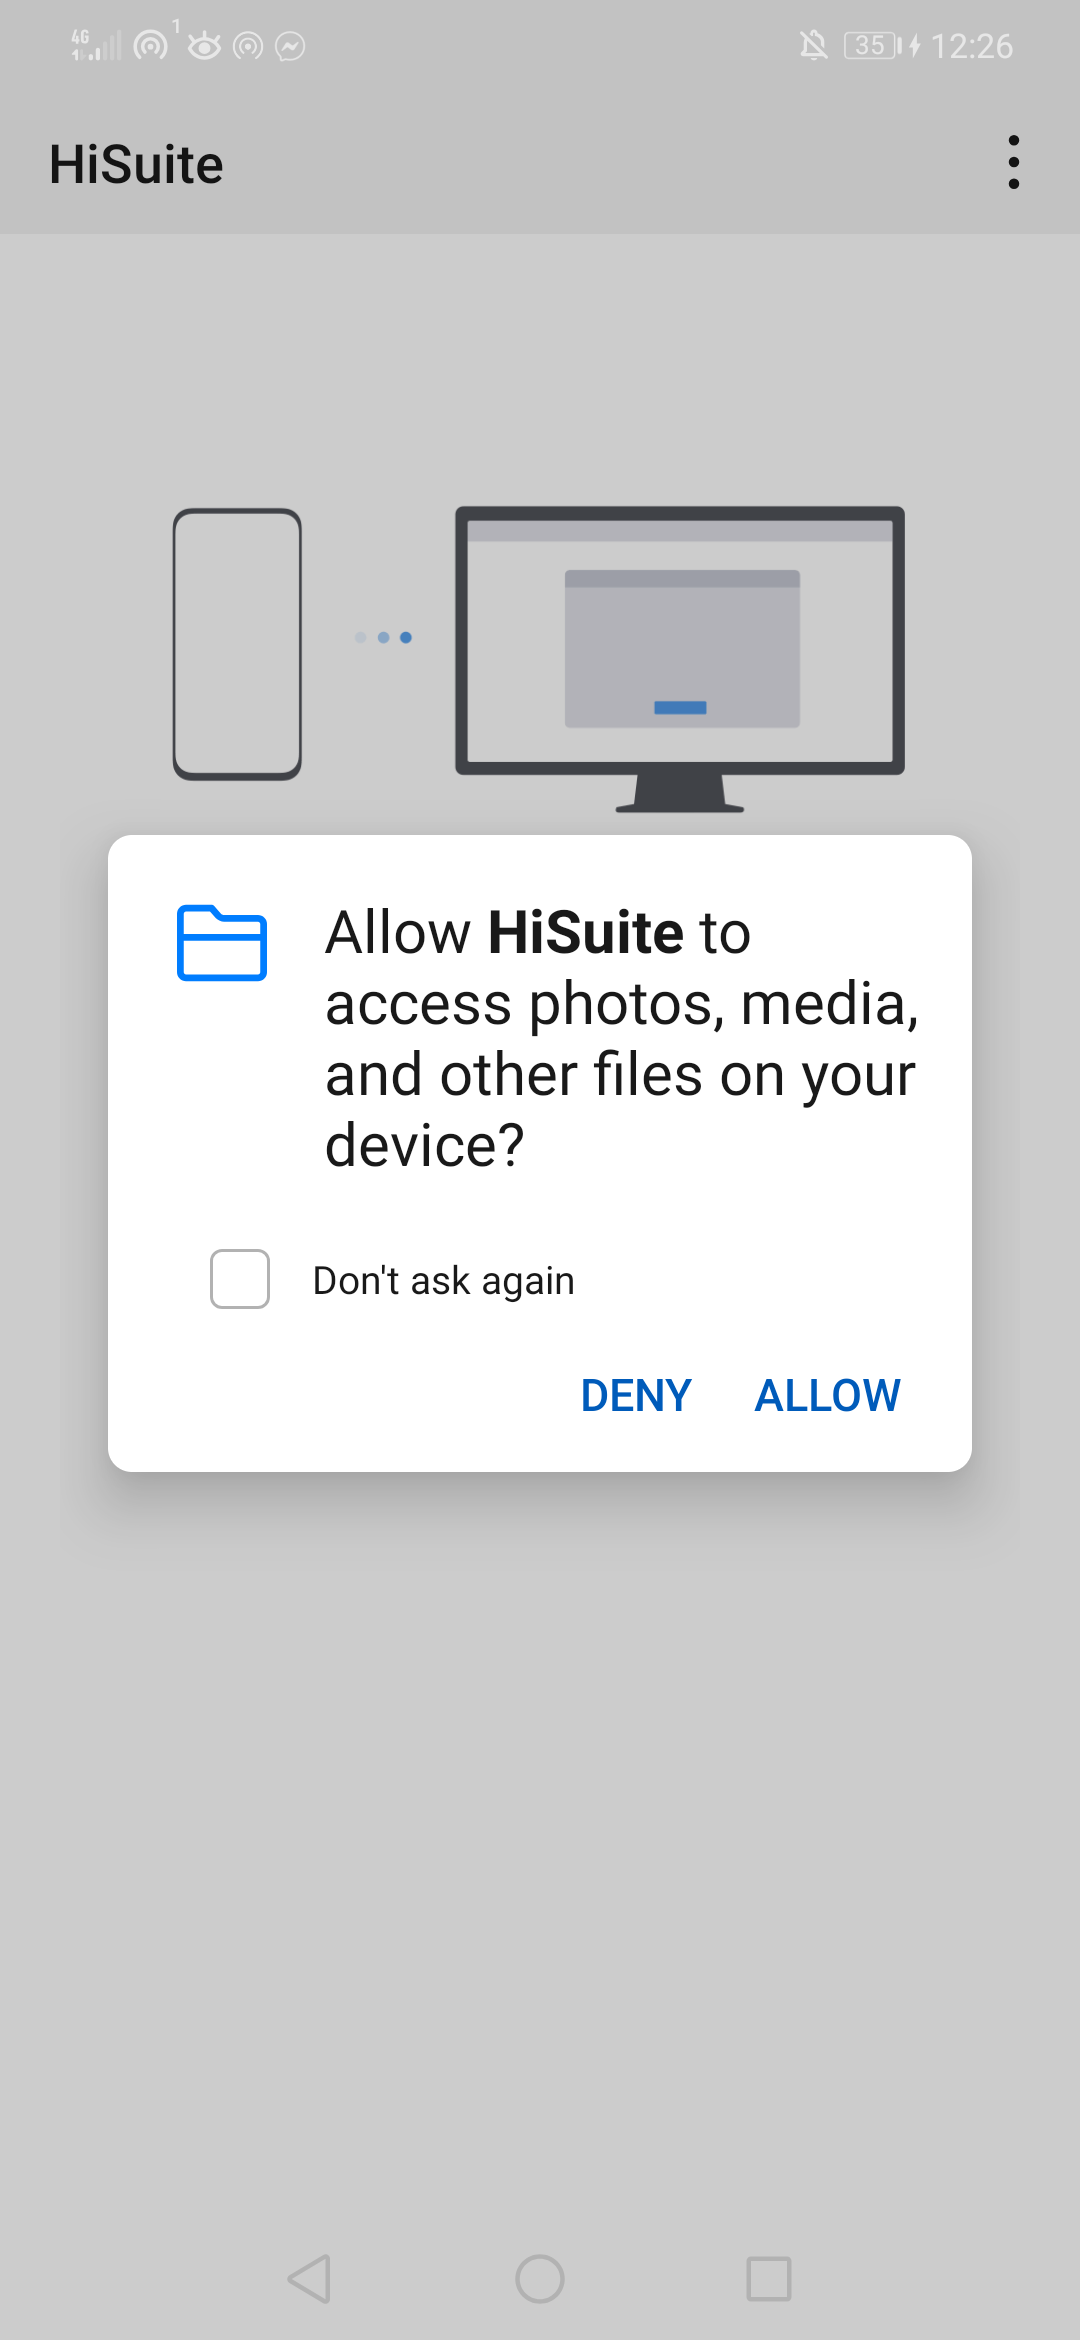 4G 1 35 12:26
HiSuite
Allow HiSuite to
access photos, media,
and other files on your
device?
Don't ask again
DENY ALLOW